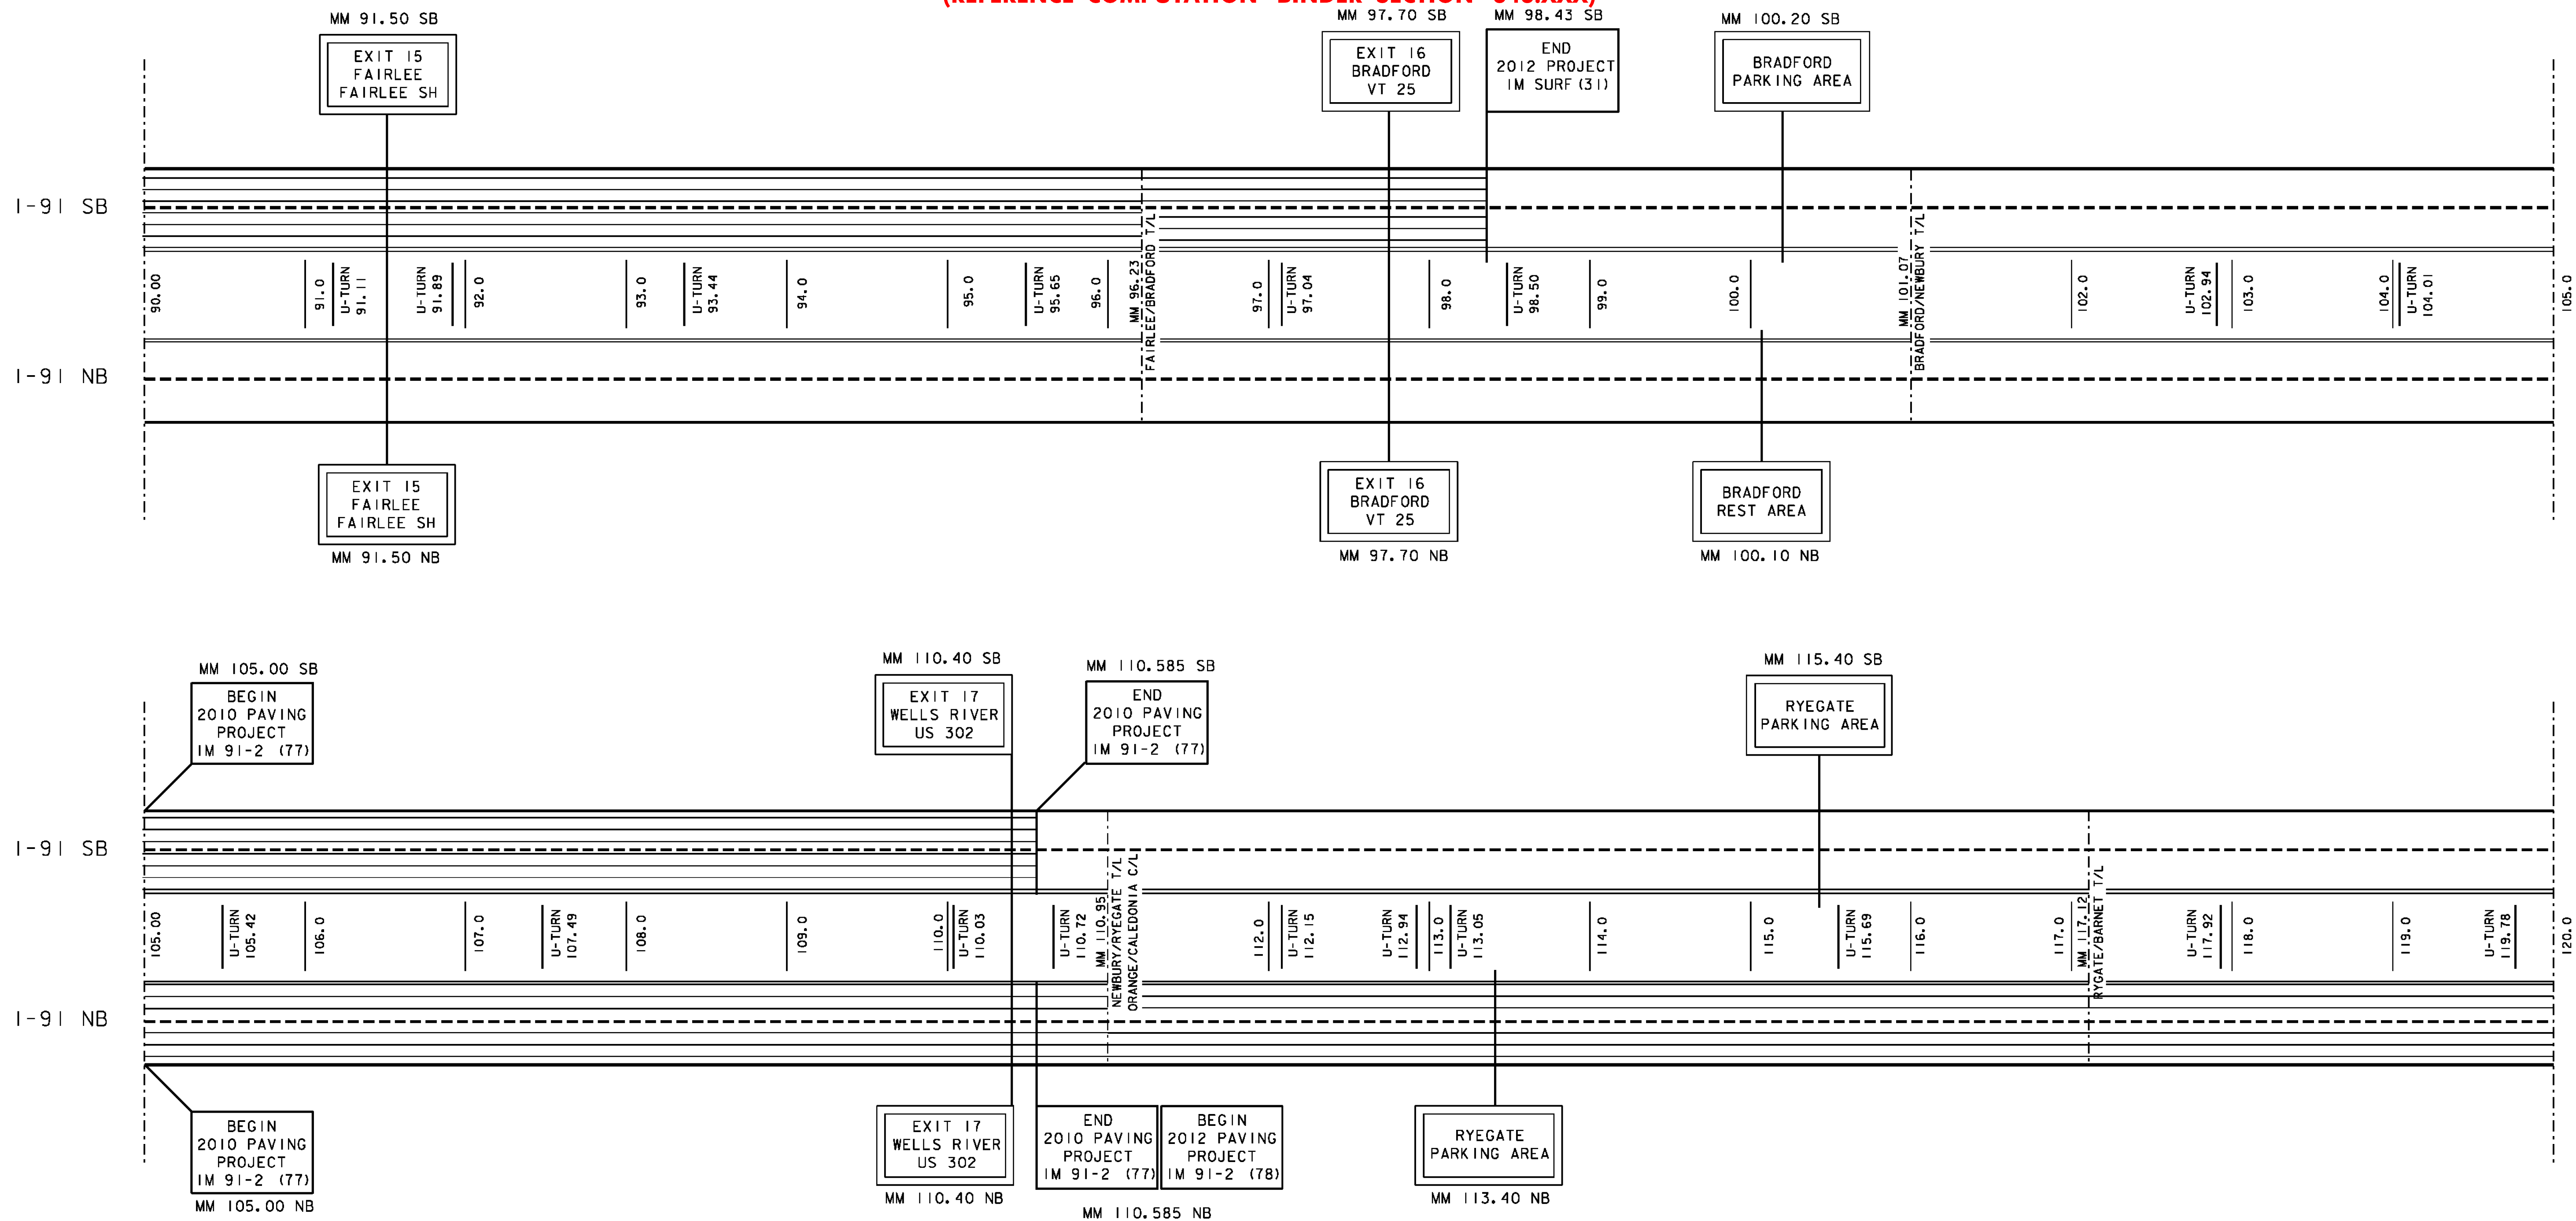 (REFERENCE COMPUTATION BINDER SECTION 646.XXX)
MM 91.50 SB
EXIT 15
FAIRLEE
FAIRLEE SH
MM 97.70 SB
EXIT 16
BRADFORD
VT 25
MM 98.43 SB
END
2012 PROJECT
IM SURF (31)
MM 100.20 SB
BRADFORD
PARKING AREA
I-91 SB
90.00
91.0
U-TURN
91.11
U-TURN
91.89
92.0
93.0
U-TURN
93.44
94.0
95.0
U-TURN
95.65
96.0
MM 96.23
FAIRLEE/BRADFORD T/L
97.0
U-TURN
97.04
98.0
U-TURN
98.50
99.0
100.0
MM 101.07
BRADFORD/NEWBURY T/L
102.0
U-TURN
102.94
103.0
104.0
U-TURN
104.01
105.0
I-91 NB
EXIT 15
FAIRLEE
FAIRLEE SH
MM 91.50 NB
EXIT 16
BRADFORD
VT 25
MM 97.70 NB
BRADFORD
REST AREA
MM 100.10 NB
MM 105.00 SB
BEGIN
2010 PAVING
PROJECT
IM 91-2 (77)
MM 110.40 SB
EXIT 17
WELLS RIVER
US 302
MM 110.585 SB
END
2010 PAVING
PROJECT
IM 91-2 (77)
MM 115.40 SB
RYEGATE
PARKING AREA
I-91 SB
105.00
U-TURN
105.42
106.0
107.0
U-TURN
107.49
108.0
109.0
110.0
U-TURN
110.03
U-TURN
110.72
MM 110.95
NEWBURY/RYEGATE T/L
ORANGE/CALEDONIA C/L
112.0
U-TURN
112.15
U-TURN
112.94
113.0
U-TURN
113.05
114.0
115.0
U-TURN
115.69
116.0
117.0
MM 117.12
RYGATE/BARNET T/L
U-TURN
117.92
118.0
119.0
U-TURN
119.78
120.0
I-91 NB
BEGIN
2010 PAVING
PROJECT
IM 91-2 (77)
MM 105.00 NB
EXIT 17
WELLS RIVER
US 302
MM 110.40 NB
END
2010 PAVING
PROJECT
IM 91-2 (77)
BEGIN
2012 PAVING
PROJECT
IM 91-2 (78)
MM 110.585 NB
RYEGATE
PARKING AREA
MM 113.40 NB